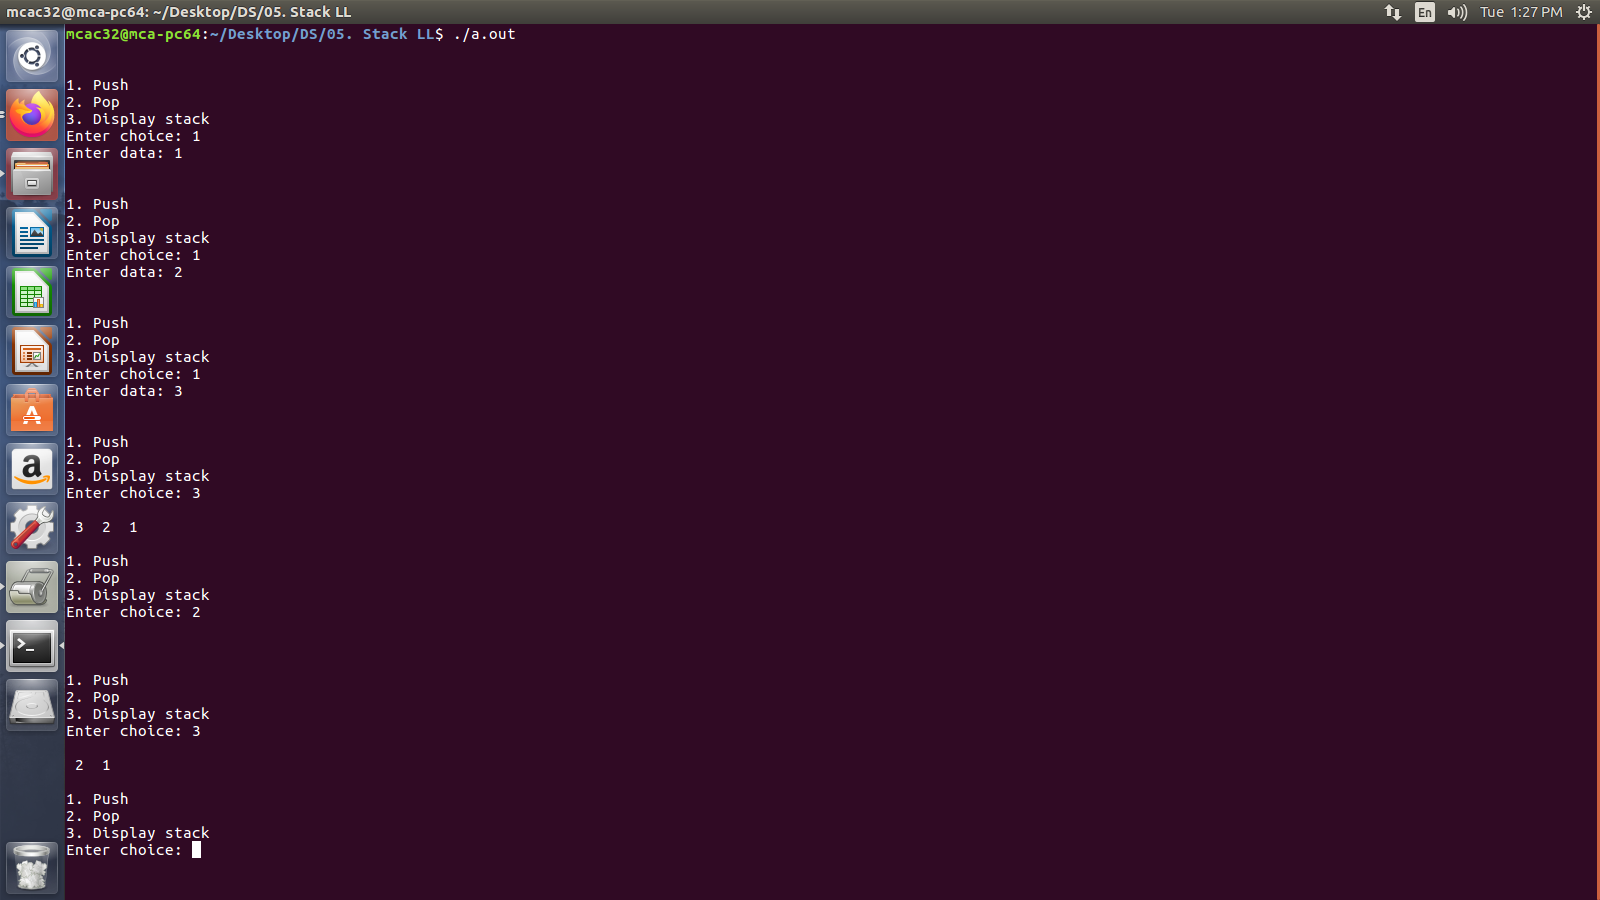 mcac32@mca-pc64: ~/Desktop/DS/05. Stack LL
En
Tue 1:27 PM
mcac32@mca-pc64:~/Desktop/DS/05. Stack LL$ ./a.out
1. Push
2. Pop
3. Display stack
Enter choice: 1
Enter data: 1
1. Push
2. Pop
3. Display stack
Enter choice: 1
Enter data: 2
1. Push
2. Pop
3. Display stack
Enter choice: 1
Enter data: 3
1. Push
2. Pop
3. Display stack
Enter choice: 3
3 2 1
1. Push
2. Pop
3. Display stack
Enter choice: 2
1. Push
2. Pop
3. Display stack
Enter choice: 3
2 1
1. Push
2. Pop
3. Display stack
Enter choice: